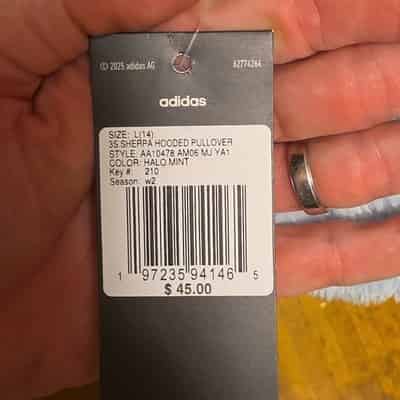 © 2025 adidas AG 62774264
adidas
SIZE: L(14)
3S SHERPA HOODED PULLOVER
STYLE: AA10478 AM06 MJ YA1
COLOR: HALO MINT
Key #: 210
Season: w2
1 97235 94146 5
$ 45.00